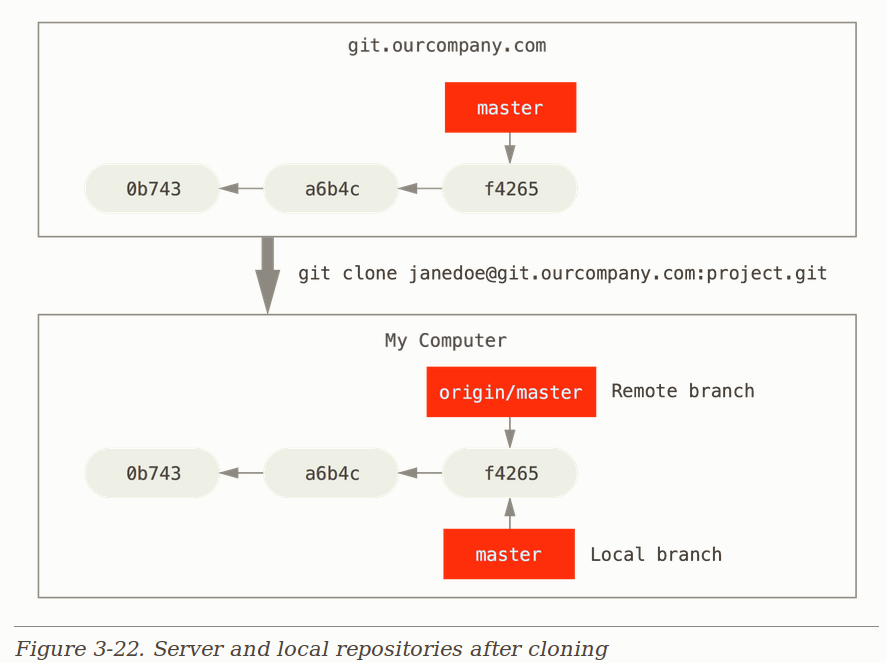 git.ourcompany.com
master
0b743 a6b4c f4265
git clone janedoe@git.ourcompany.com:project.git
My Computer
origin/master Remote branch
0b743 a6b4c f4265
master Local branch
Figure 3-22. Server and local repositories after cloning